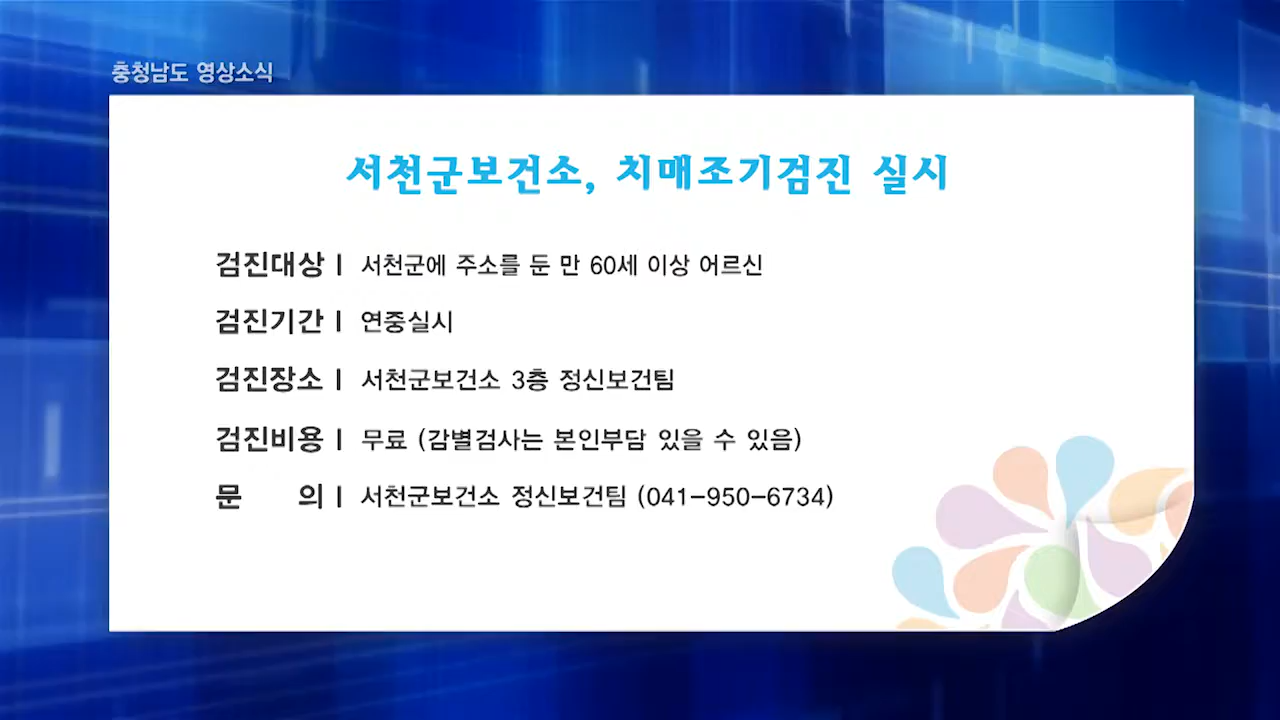 충청남도 영상소식
서천군보건소, 치매조기검진 실시
검진대상 | 서천군에 주소를 둔 만 60세 이상 어르신
검진기간 | 연중실시
검진장소 | 서천군보건소 3층 정신보건팀
검진비용 | 무료 (감별검사는 본인부담 있을 수 있음)
문 의 | 서천군보건소 정신보건팀 (041-950-6734)